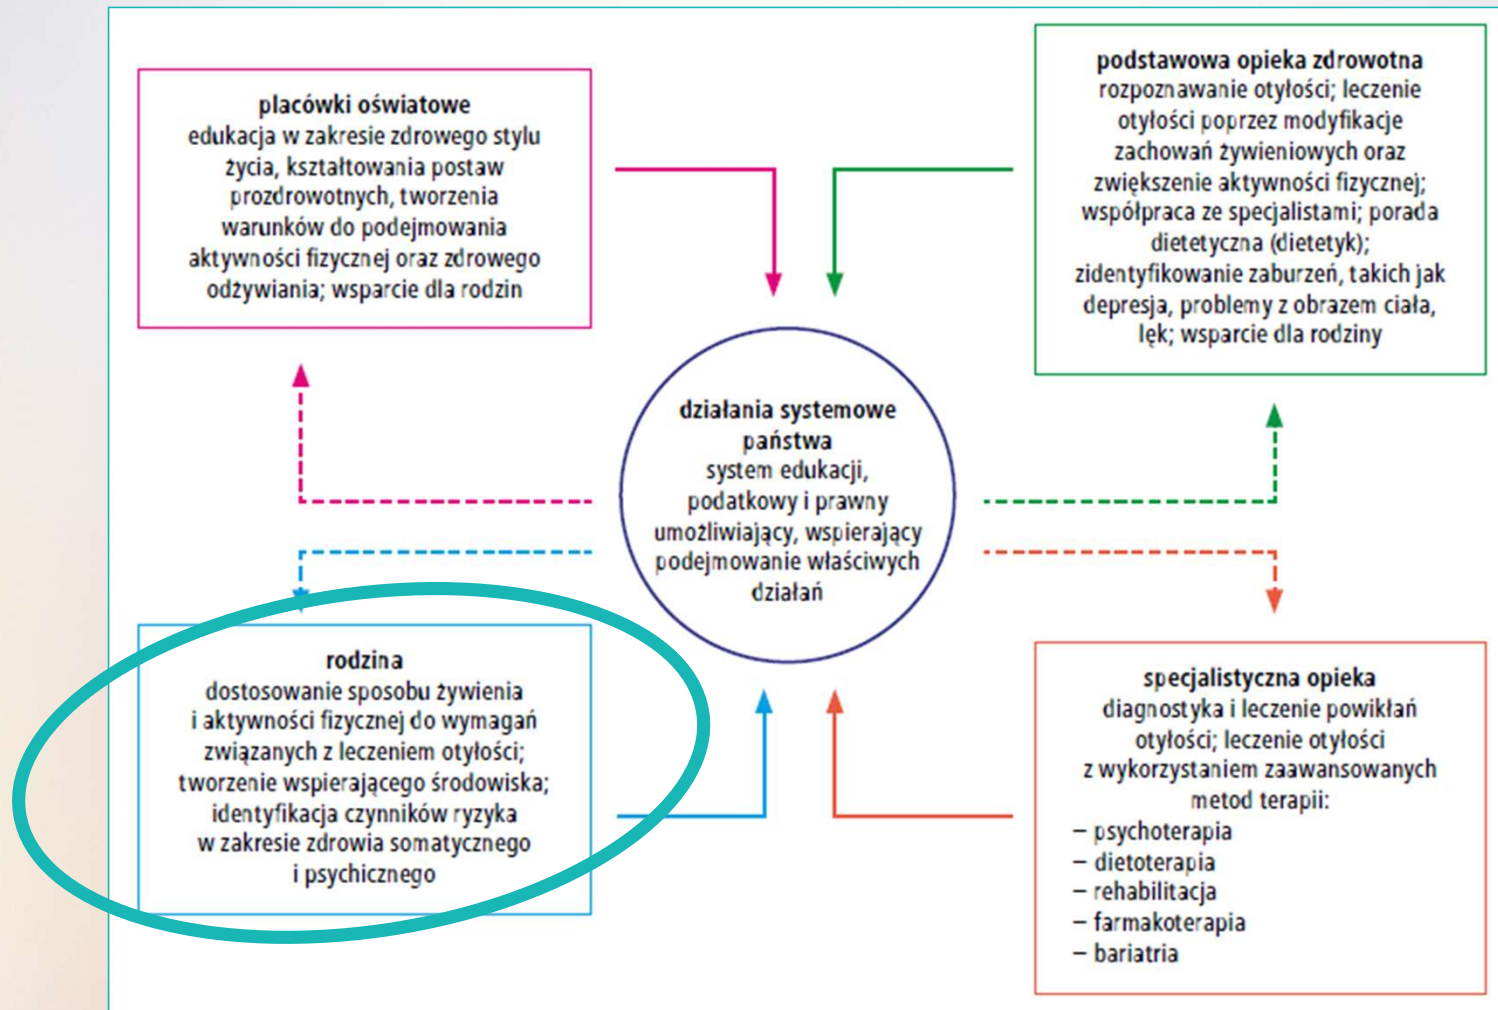 placówki oświatowe
edukacja w zakresie zdrowego stylu
życia, kształtowania postaw
prozdrowotnych, tworzenia
warunków do podejmowania
aktywności fizycznej oraz zdrowego
odżywiania; wsparcie dla rodzin
podstawowa opieka zdrowotna
rozpoznawanie otyłości; leczenie
otyłości poprzez modyfikacje
zachowań żywieniowych oraz
zwiększenie aktywności fizycznej;
współpraca ze specjalistami; porada
dietetyczna (dietetyk);
zidentyfikowanie zaburzeń, takich jak
depresja, problemy z obrazem ciała,
lęk; wsparcie dla rodziny
działania systemowe
państwa
system edukacji,
podatkowy i prawny
umożliwiający, wspierający
podejmowanie właściwych
działań
rodzina
dostosowanie sposobu żywienia
i aktywności fizycznej do wymagań
związanych z leczeniem otyłości;
tworzenie wspierającego środowiska;
identyfikacja czynników ryzyka
w zakresie zdrowia somatycznego
i psychicznego
specjalistyczna opieka
diagnostyka i leczenie powikłań
otyłości; leczenie otyłości
z wykorzystaniem zaawansowanych
metod terapii:
– psychoterapia
– dietoterapia
– rehabilitacja
– farmakoterapia
– bariatria